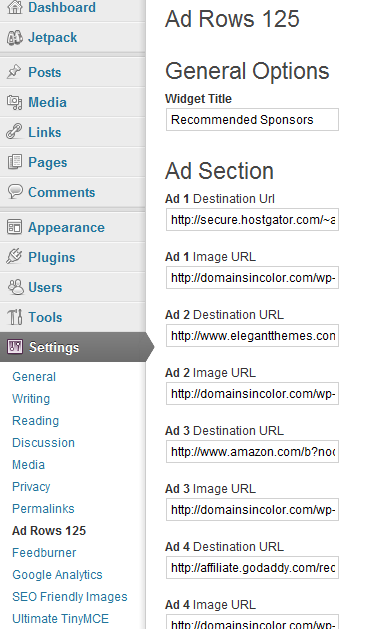 Dashboard
Jetpack
Posts
Media
Links
Pages
Comments
Appearance
Plugins
Users
Tools
Settings
General
Writing
Reading
Discussion
Media
Privacy
Permalinks
Ad Rows 125
Feedburner
Google Analytics
SEO Friendly Images
Ultimate TinyMCE
Ad Rows 125
General Options
Widget Title
Recommended Sponsors
Ad Section
Ad 1 Destination Url
http://secure.hostgator.com/~a
Ad 1 Image URL
http://domainsincolor.com/wp-
Ad 2 Destination URL
http://www.elegantthemes.com
Ad 2 Image URL
http://domainsincolor.com/wp-
Ad 3 Destination URL
http://www.amazon.com/b?noc
Ad 3 Image URL
http://domainsincolor.com/wp-
Ad 4 Destination URL
http://affiliate.godaddy.com/rec
Ad 4 Image URL
http://domainsincolor.com/wp-